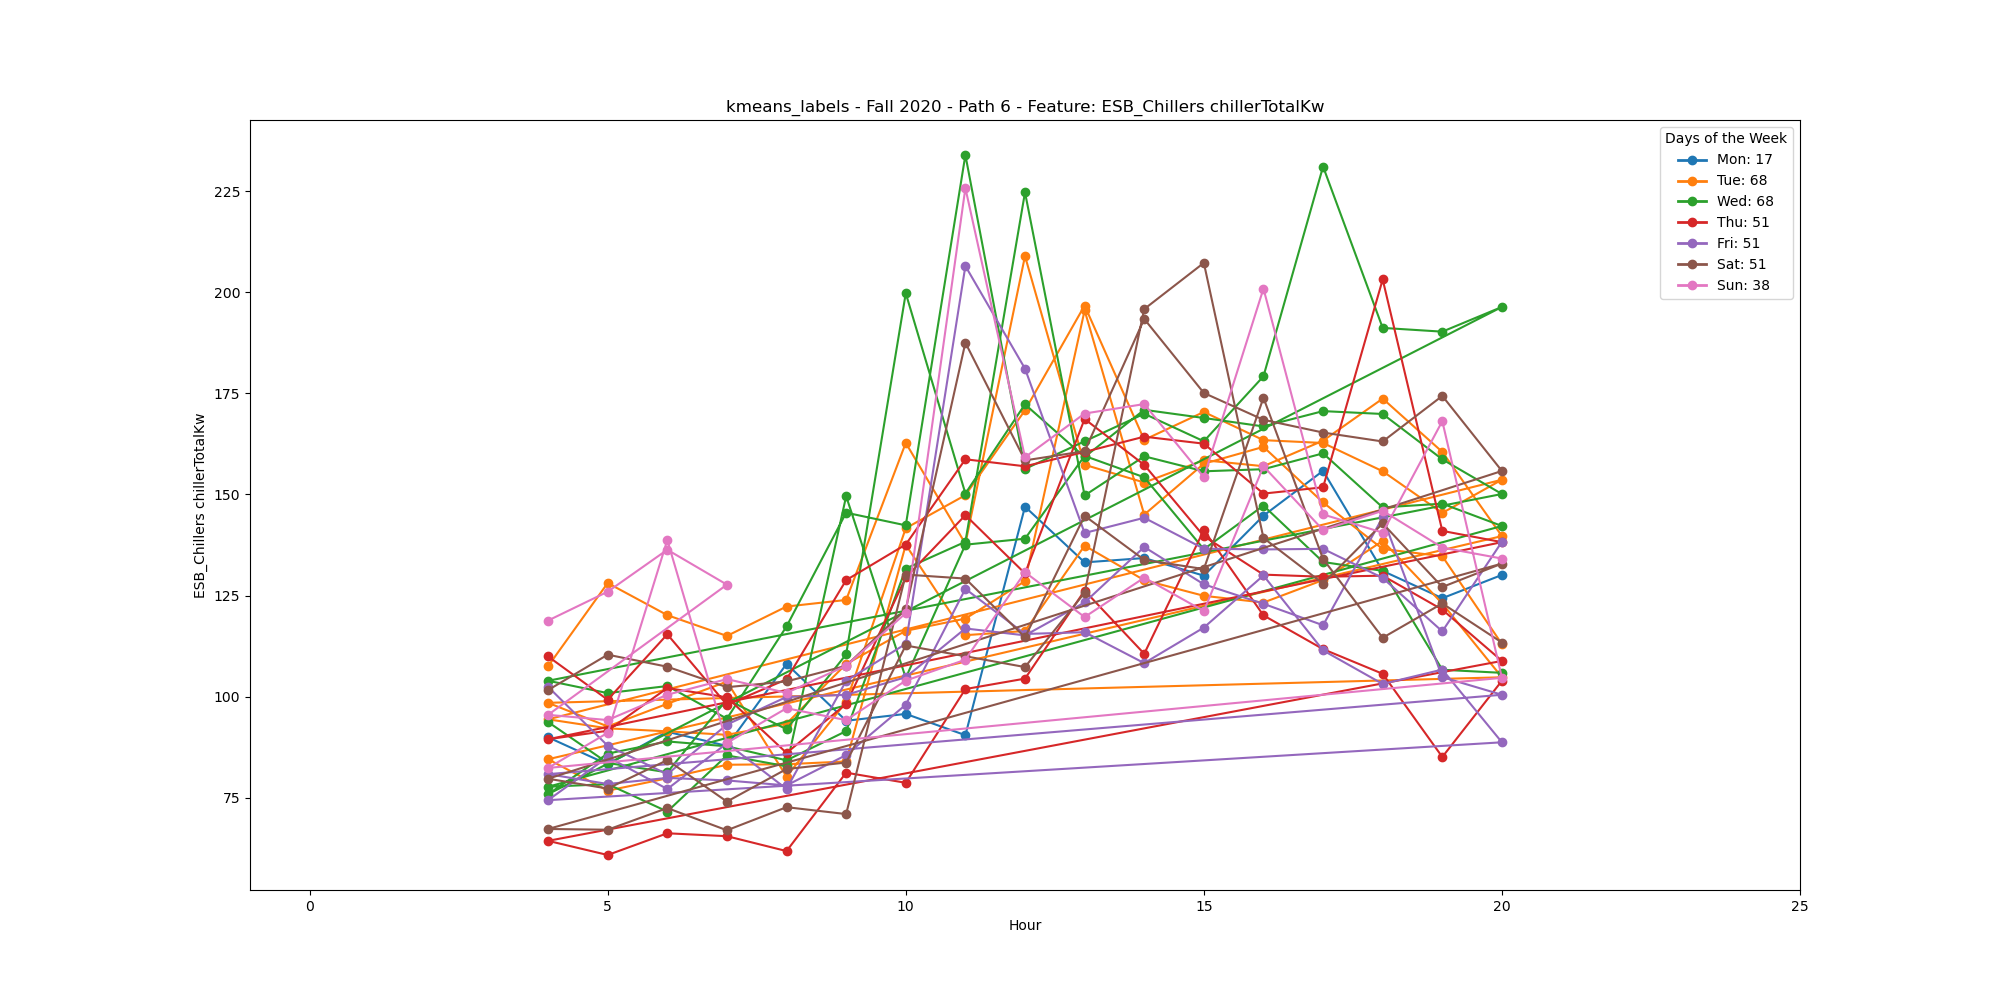 kmeans_labels - Fall 2020 - Path 6 - Feature: ESB_Chillers chillerTotalKw
Days of the Week
Mon: 17
Tue: 68
Wed: 68
Thu: 51
Fri: 51
Sat: 51
Sun: 38
ESB_Chillers chillerTotalKw
225
200
175
150
125
100
75
0
5
10
15
20
25
Hour